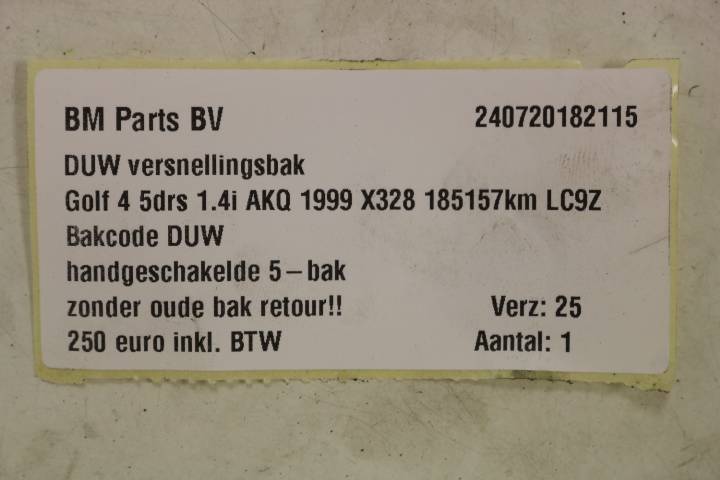 BM Parts BV 240720182115
DUW versnellingsbak
Golf 4 5drs 1.4i AKQ 1999 X328 185157km LC9Z
Bakcode DUW
handgeschakelde 5-bak
zonder oude bak retour!! Verz: 25
250 euro inkl. BTW Aantal: 1